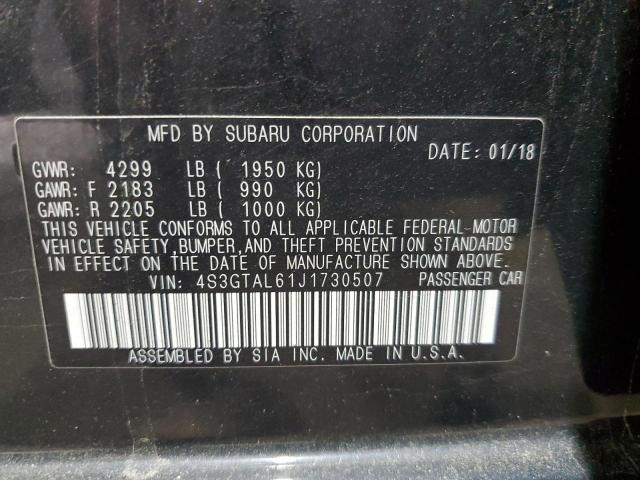 MFD BY SUBARU CORPORATION
DATE: 01/18
GVWR: 4299 LB ( 1950 KG)
GAWR: F 2183 LB ( 990 KG)
GAWR: R 2205 LB ( 1000 KG)
THIS VEHICLE CONFORMS TO ALL APPLICABLE FEDERAL-MOTOR
VEHICLE SAFETY,BUMPER,AND THEFT PREVENTION STANDARDS
IN EFFECT ON THE DATE OF MANUFACTURE SHOWN ABOVE.
VIN: 4S3GTAL61J1730507 PASSENGER CAR
ASSEMBLED BY SIA INC. MADE IN U.S.A.